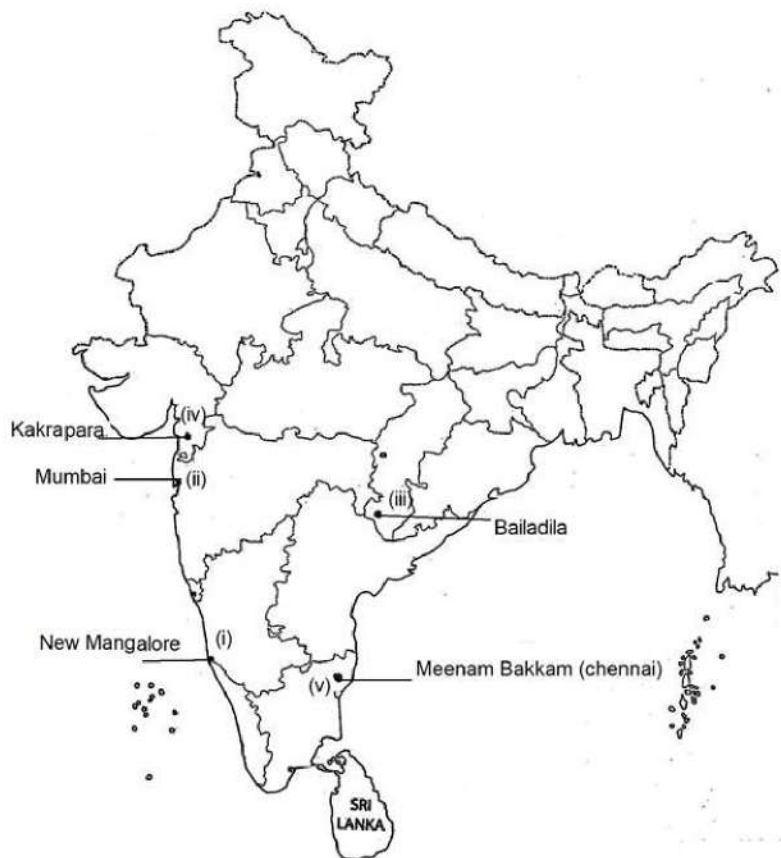 (iv)
Kakrapara
Mumbai
(ii)
(iii)
Bailadila
New Mangalore
(i)
Meenam Bakkam (chennai)
(v)
SRI
LANKA